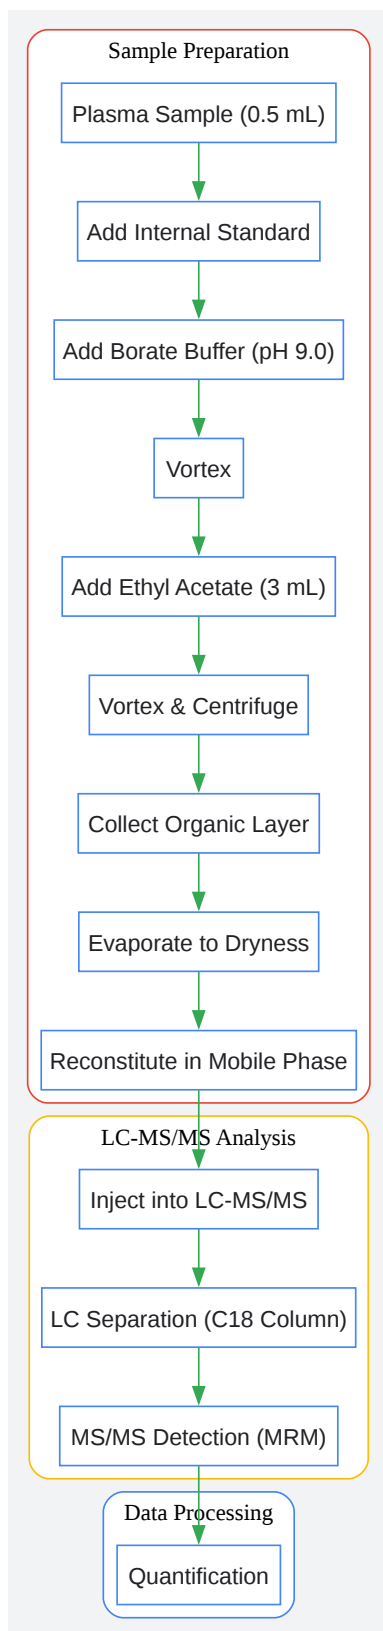 Sample Preparation
Plasma Sample (0.5 mL)
Add Internal Standard
Add Borate Buffer (pH 9.0)
Vortex
Add Ethyl Acetate (3 mL)
Vortex & Centrifuge
Collect Organic Layer
Evaporate to Dryness
Reconstitute in Mobile Phase
LC-MS/MS Analysis
Inject into LC-MS/MS
LC Separation (C18 Column)
MS/MS Detection (MRM)
Data Processing
Quantification